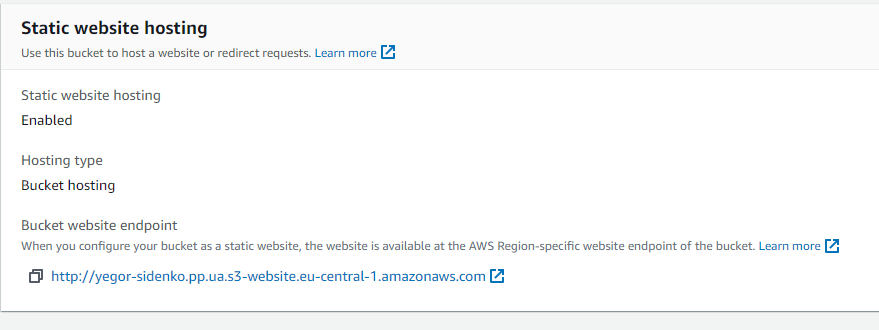 Static website hosting
Use this bucket to host a website or redirect requests. Learn more
Static website hosting
Enabled
Hosting type
Bucket hosting
Bucket website endpoint
When you configure your bucket as a static website, the website is available at the AWS Region-specific website endpoint of the bucket. Learn more
http://yegor-sidenko.pp.ua.s3-website.eu-central-1.amazonaws.com